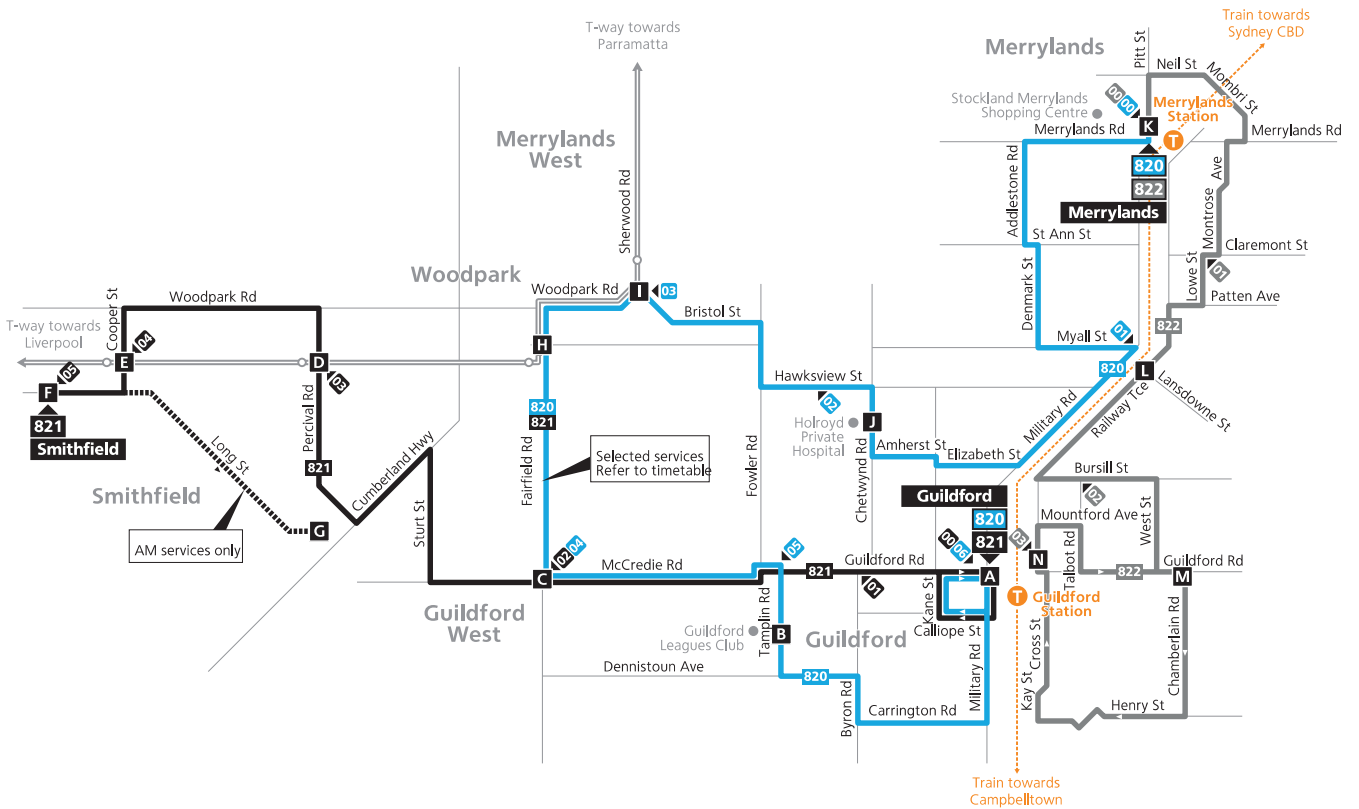 Train towards
Sydney CBD
T-way towards
Parramatta
Merrylands
Pitt St
Neil St
Mombri St
Stockland Merrylands
Shopping Centre
00
00
K
Merrylands
Station
T
Merrylands Rd
Merrylands Rd
820
822
Merrylands
Merrylands
West
Sherwood Rd
Addlestone Rd
Montrose
Ave
St Ann St
Claremont St
01
Lowe St
Patten Ave
Woodpark
Woodpark Rd
Woodpark Rd
I
03
Bristol St
Denmark St
Myall St
01
822
T-way towards
Liverpool
Cooper St
E
04
D
03
H
820
L
Lansdowne St
F
05
821
Smithfield
Hawksview St
02
Military Rd
Railway Tce
Percival Rd
820
821
Holroyd
Private
Hospital
J
Amherst St
Elizabeth St
Long St
821
Cumberland Hwy
Selected services
Refer to timetable
Fairfield Rd
Fowler Rd
Chetwynd Rd
Bursill St
02
Smithfield
Sturt St
Guildford
820
821
Mountford Ave
West St
G
AM services only
C
02
04
McCredie Rd
05
821
Guildford Rd
01
00
06
A
03
N
Talbot Rd
822
Guildford Rd
M
T
Guildford
Station
Guildford
West
Guildford
Leagues Club
Tamplin Rd
B
Guildford
Kane St
Calliope St
Cross St
Chamberlain Rd
Dennistoun Ave
820
Byron Rd
Carrington Rd
Military Rd
Kay St
Henry St
Train towards
Campbelltown